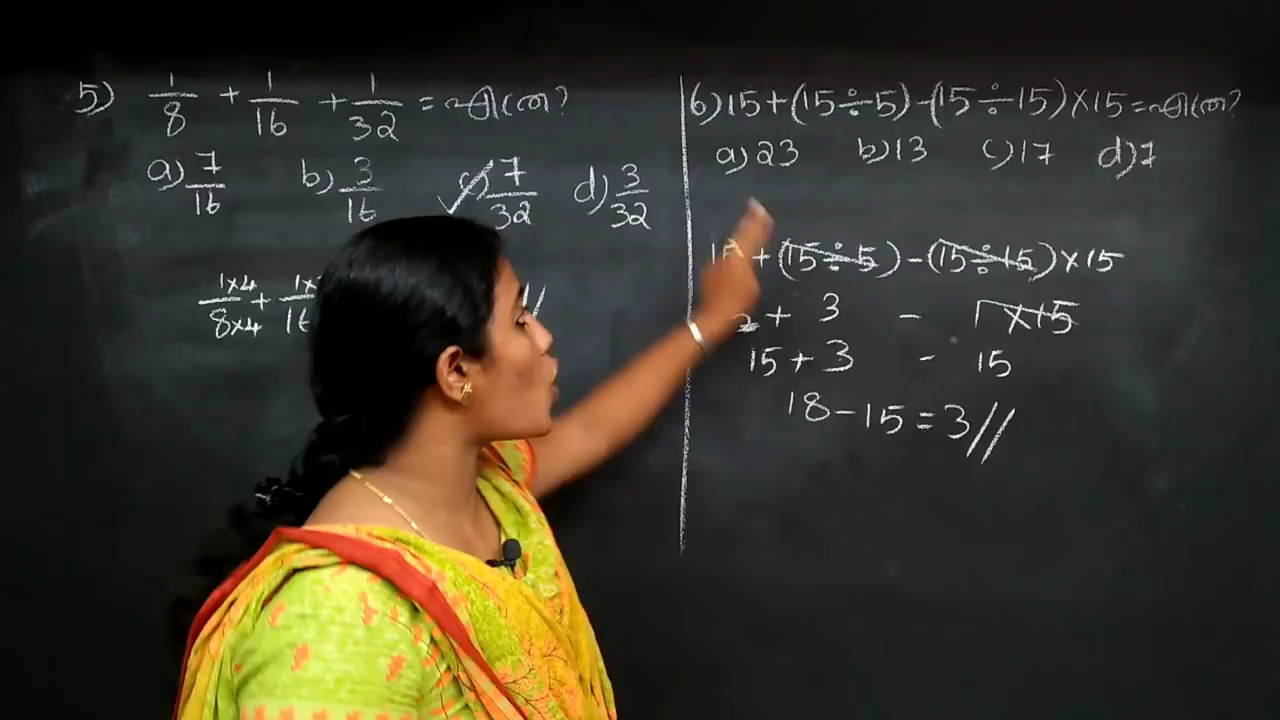 5) 1/8 + 1/16 + 1/32 = എത്ര?
a) 7/16 b) 3/16 c) 7/32 d) 3/32
1×4/8×4 +
6) 15+(15÷5)-(15÷15)×15=എത്ര?
a) 23 b) 13 c) 17 d) 7
+(15÷5)-(15÷15)×15
+ 3 - 1×15
15+3 - 15
18-15=3//